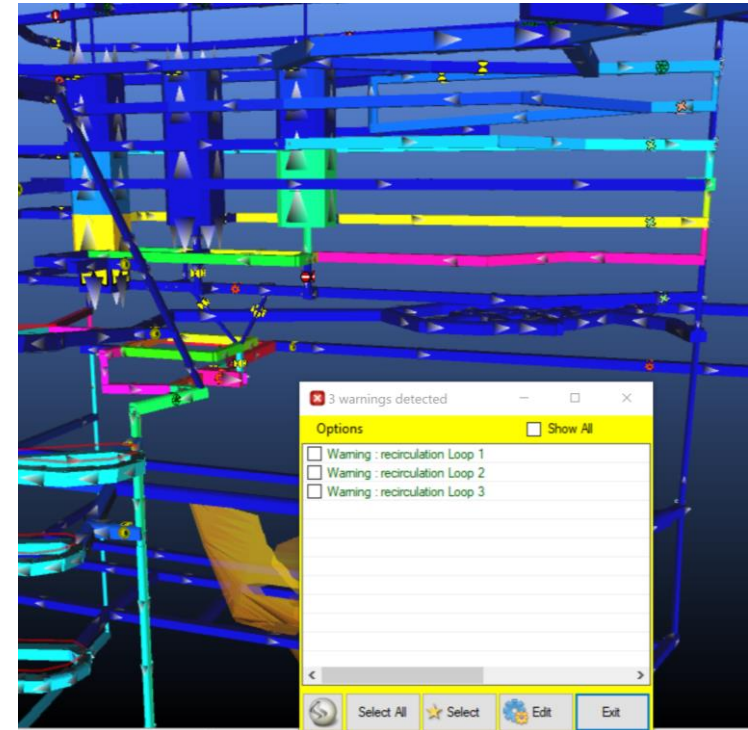 3 warnings detected
Options
Show All
Warning : recirculation Loop 1
Warning : recirculation Loop 2
Warning : recirculation Loop 3
Select All
Select
Edit
Exit